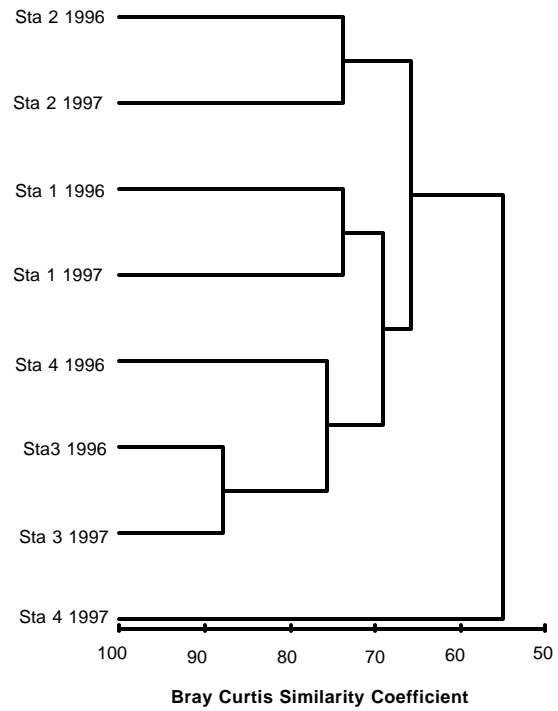 Sta 2 1996
Sta 2 1997
Sta 1 1996
Sta 1 1997
Sta 4 1996
Sta3 1996
Sta 3 1997
Sta 4 1997
100 90 80 70 60 50
Bray Curtis Similarity Coefficient